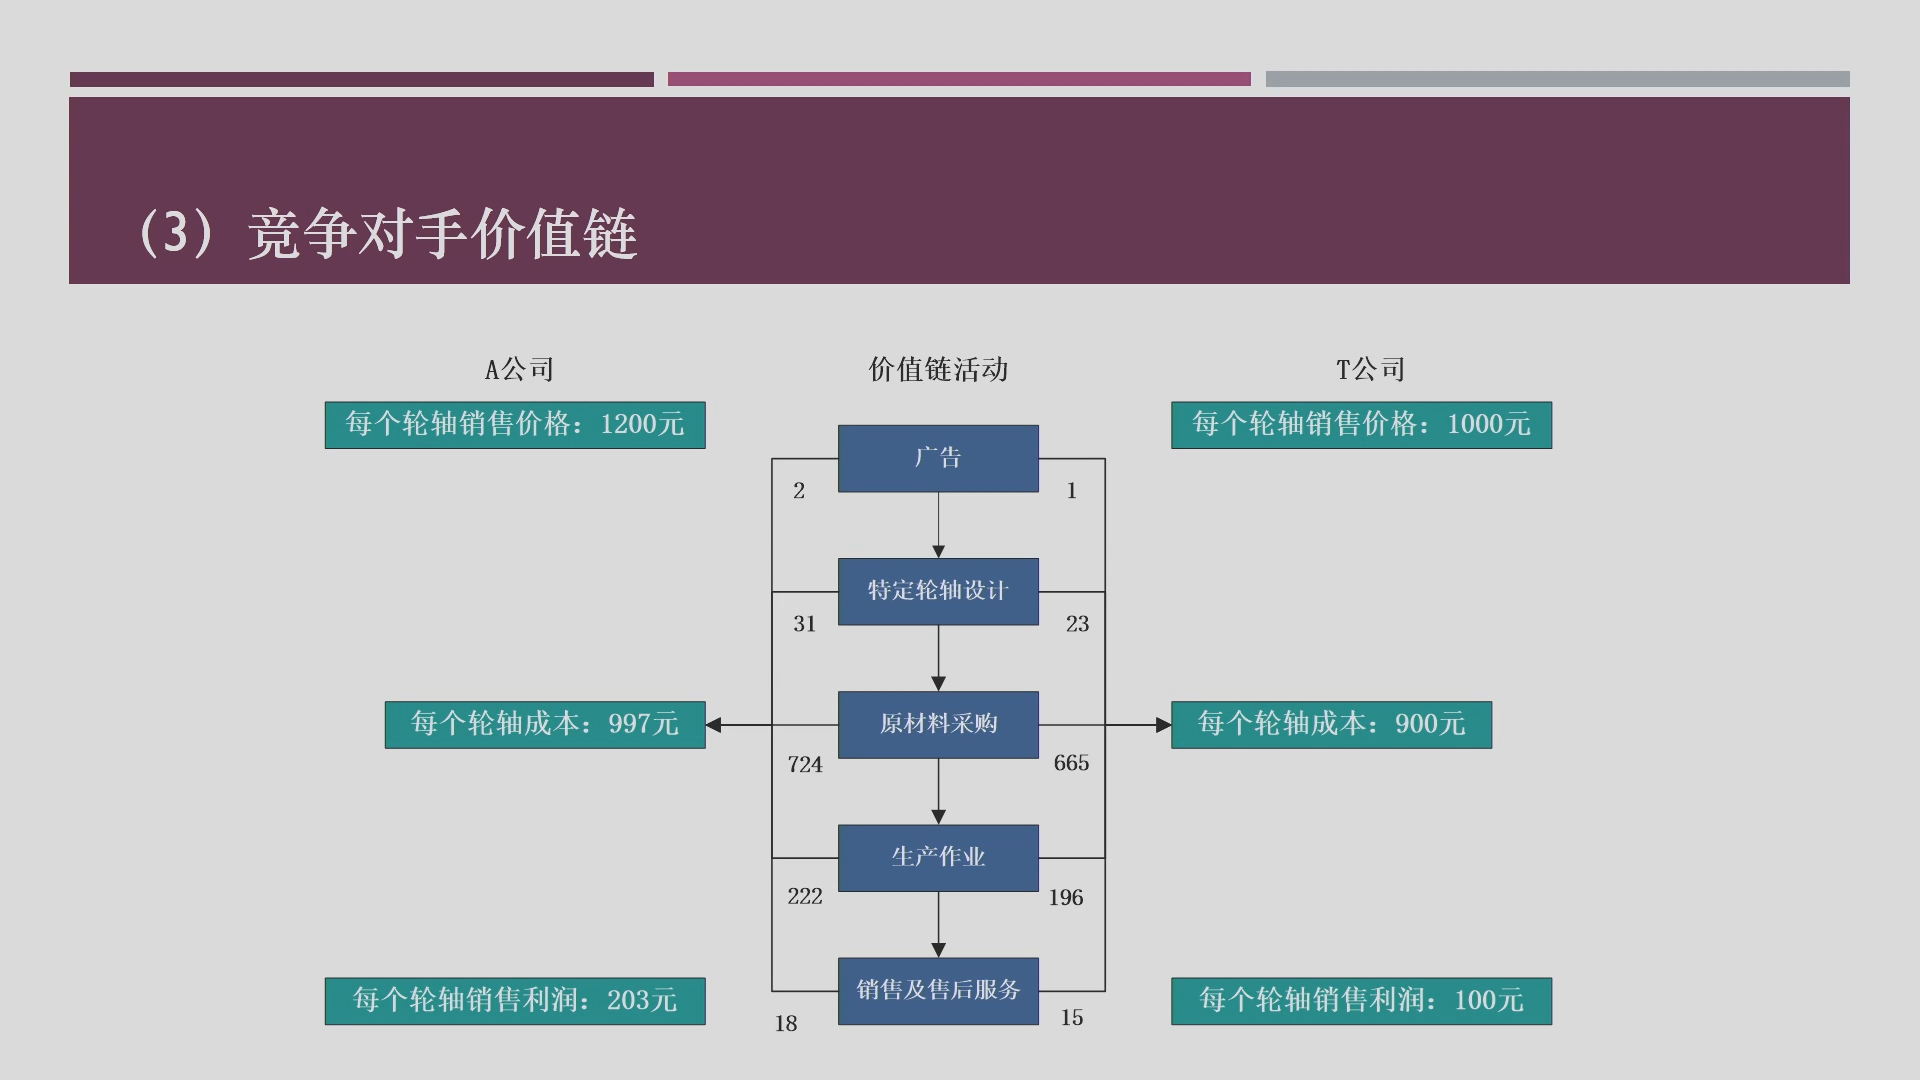 （3）竞争对手价值链
A公司
价值链活动
T公司
每个轮轴销售价格：1200元
每个轮轴销售价格：1000元
广告
2
1
特定轮轴设计
31
23
每个轮轴成本：997元
原材料采购
每个轮轴成本：900元
724
665
生产作业
222
196
每个轮轴销售利润：203元
销售及售后服务
每个轮轴销售利润：100元
18
15